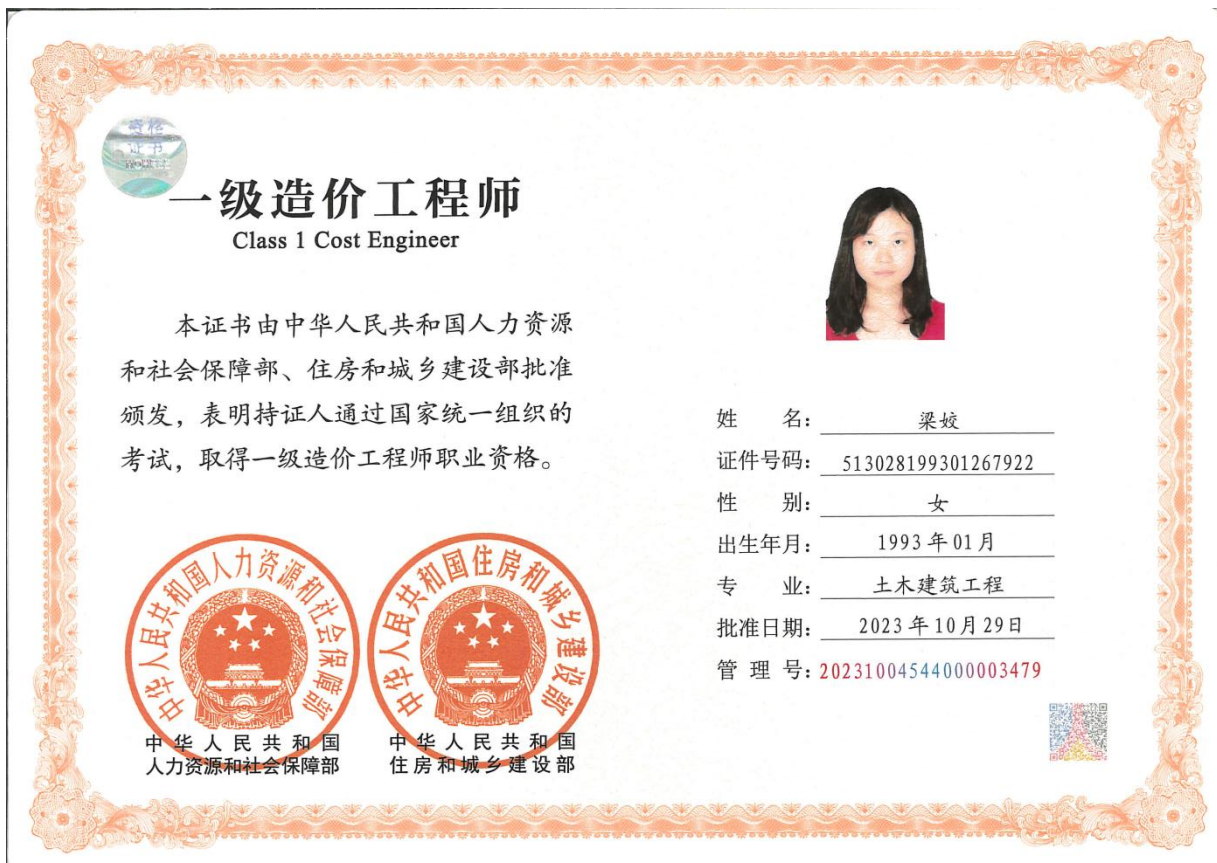 资格
证书
一级造价工程师
Class 1 Cost Engineer
本证书由中华人民共和国人力资源
和社会保障部、住房和城乡建设部批准
颁发，表明持证人通过国家统一组织的
考试，取得一级造价工程师职业资格。
中华人民共和国人力资源和社会保障部
中华人民共和国
人力资源和社会保障部
中华人民共和国住房和城乡建设部
中华人民共和国
住房和城乡建设部
姓 名：梁姣
证件号码：513028199301267922
性 别：女
出生年月：1993年01月
专 业：土木建筑工程
批准日期：2023年10月29日
管 理 号：20231004544000003479